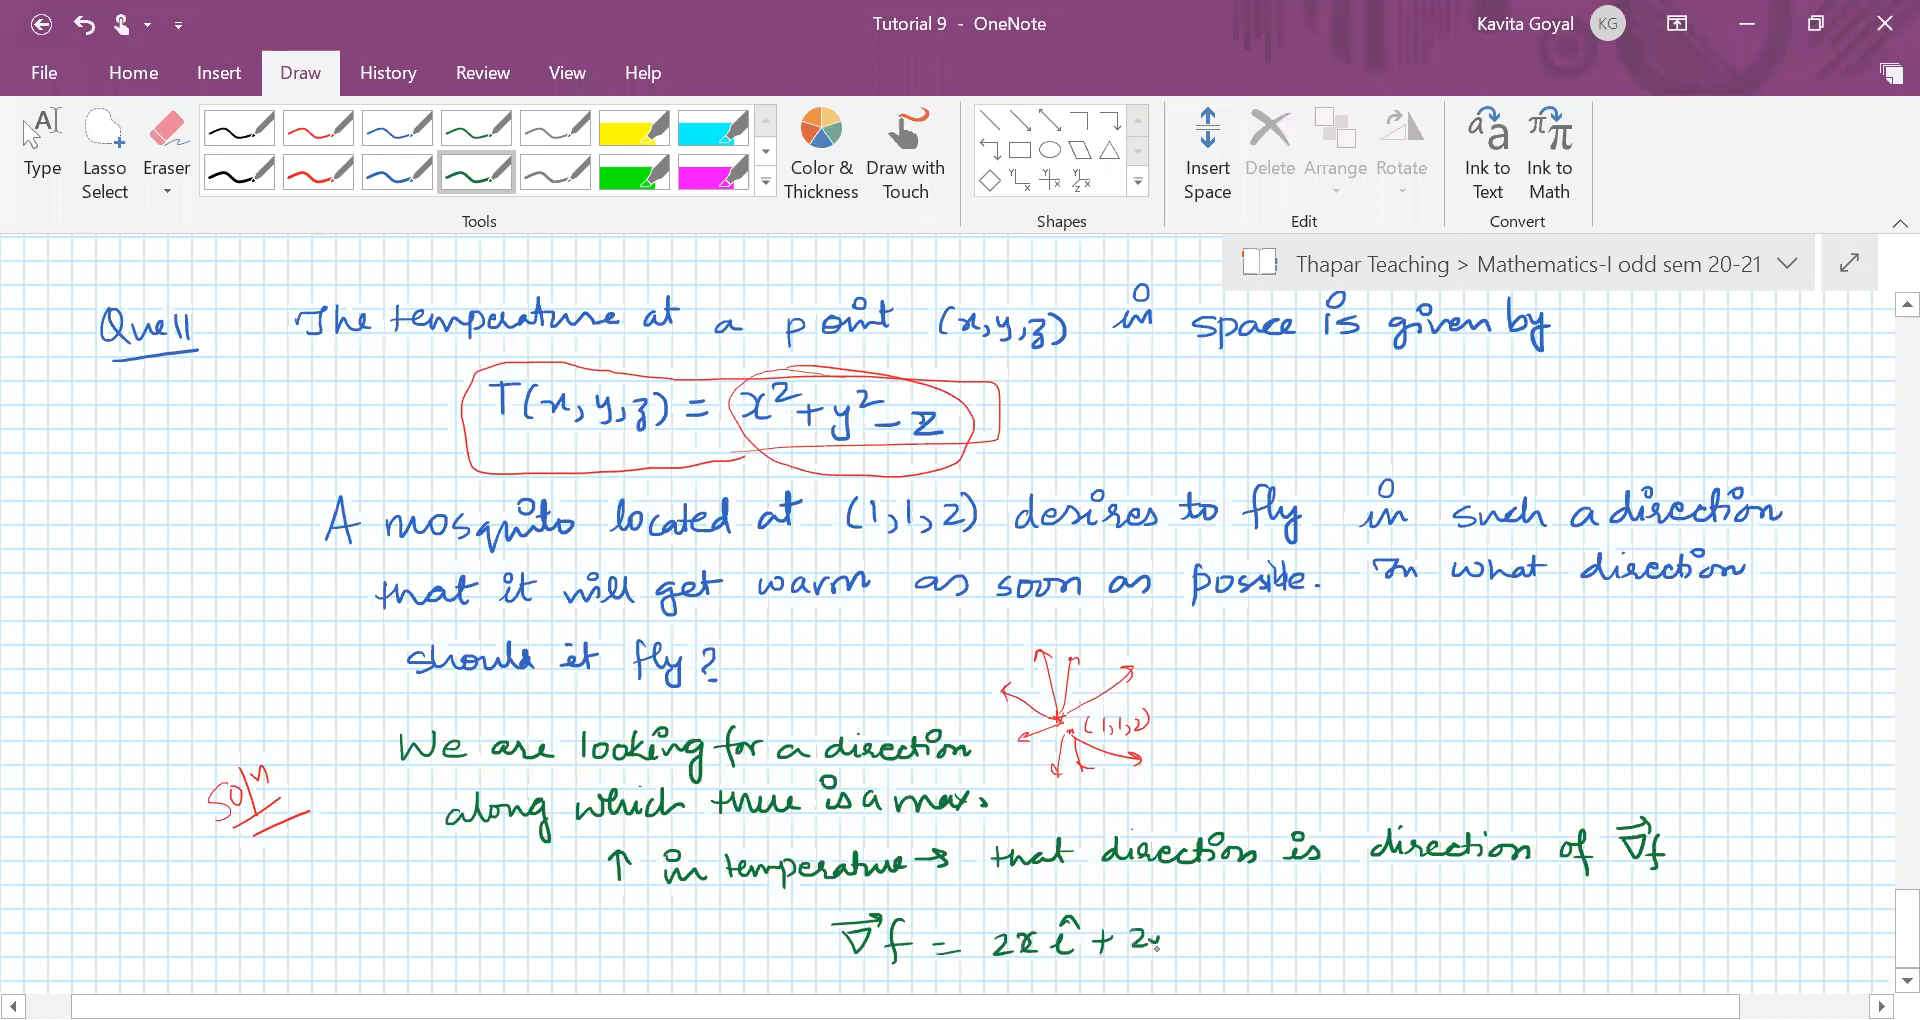 Tutorial 9 - OneNote
Kavita Goyal KG
File Home Insert Draw History Review View Help
Type Lasso Select Eraser Color & Thickness Draw with Touch Insert Space Delete Arrange Rotate Ink to Text Ink to Math
Tools Shapes Edit Convert
Thapar Teaching > Mathematics-I odd sem 20-21
Que11 The temperature at a point (x,y,z) in space is given by
T(x,y,z) = x²+y²-z
A mosquito located at (1,1,2) desires to fly in such a direction
that it will get warm as soon as possible. In what direction
should it fly?
(1,1,2)
Soln We are looking for a direction
along which there is a max.
↑ in temperature → that direction is direction of ∇⃗f
∇⃗f = 2x î + 2